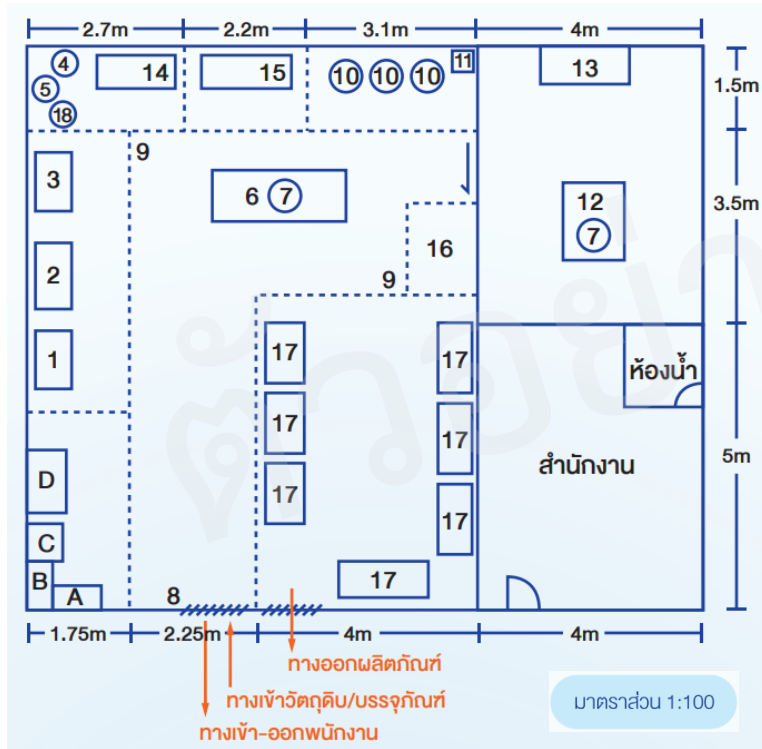 2.7m 2.2m 3.1m 4m
4 14 15 10 10 10 11 13
5
18
1.5m
9
3 6 7 12
7
3.5m
16
2 9
1 17 17 ห้องน้ำ
17 17 สำนักงาน
D 17 17 5m
C
B 17
A 8
1.75m 2.25m 4m 4m
ทางออกผลิตภัณฑ์
ทางเข้าวัตถุดิบ/บรรจุภัณฑ์
ทางเข้า-ออกพนักงาน
มาตราส่วน 1:100
ตัวอย่า